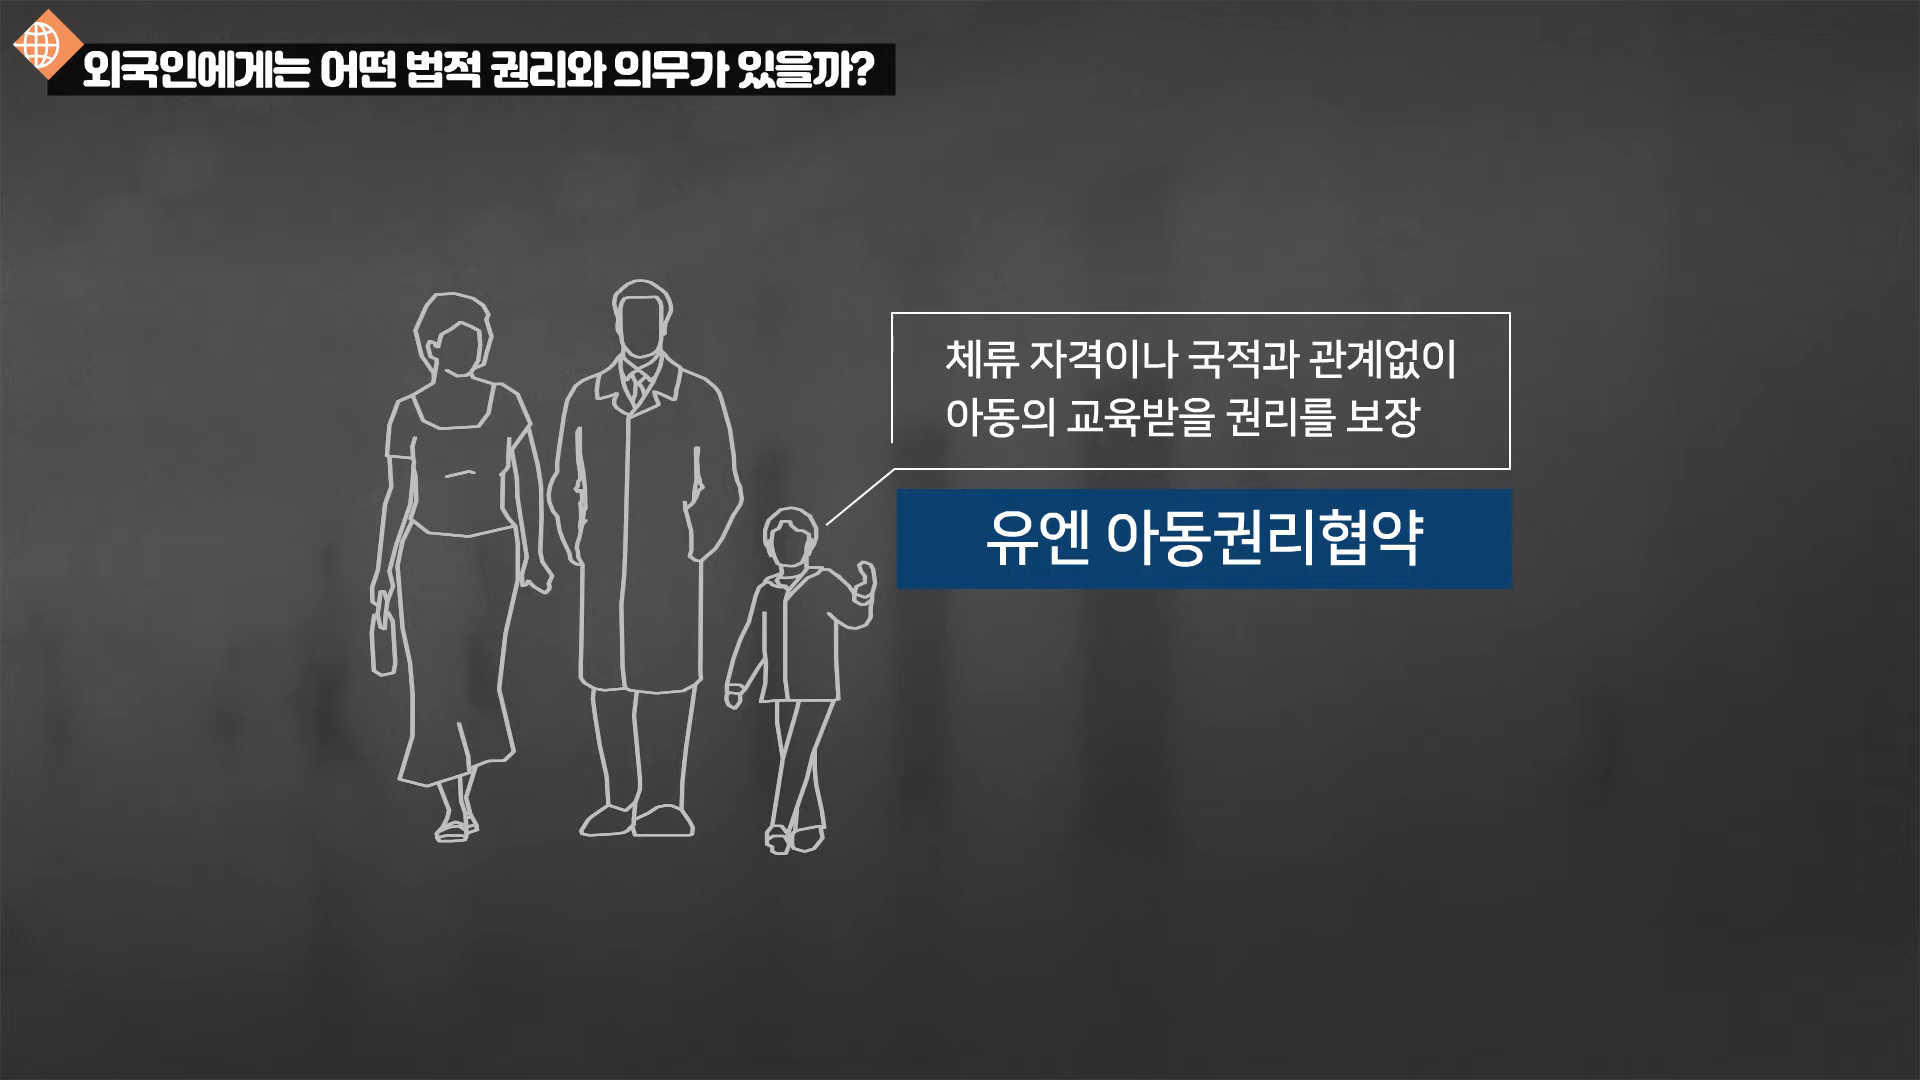 외국인에게는 어떤 법적 권리와 의무가 있을까?
체류 자격이나 국적과 관계없이
아동의 교육받을 권리를 보장
유엔 아동권리협약